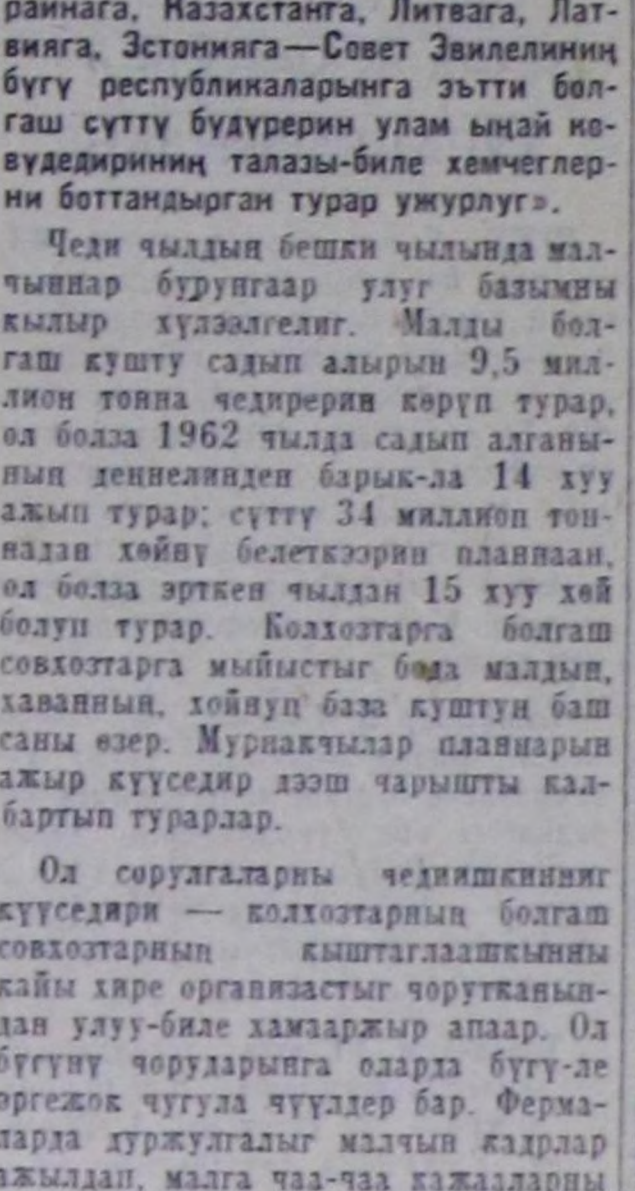 райнага, Казахстанга, Литвага, Лат-
вияга, Эстонияга—Совет Эвилелиниң
бүгү республикаларынга эътти бол-
гаш сүттү бүдүрерин улам ыңай кө-
вүдедириниң талазы-биле хемчеглер-
ни боттандырган турар ужурлуг».
Чеди чылдың бешки чылында мал-
чыннар бурунгаар улуг базымны
кылыр хүлээлгелиг. Малды бол-
гаш кушту садып алырын 9,5 мил-
лион тонна чедирерин көрүп турар,
ол болза 1962 чылда садып алганы-
ның деңнелинден барык-ла 14 хуу
ажып турар; сүттү 34 миллион тон-
надан хөйнү белеткээрин планнаан,
ол болза эрткен чылдан 15 хуу хөй
болуп турар. Колхозтарга болгаш
совхозтарга мыйыстыг бода малдың,
хаванның, хойнуң база куштуң баш
саны өзер. Мурнакчылар планнарын
ажыр күүседир дээш чарышты кал-
бартып турарлар.
Ол сорулгаларны чедиишкинниг
күүседири — колхозтарның болгаш
совхозтарның кыштаглаашкынны
кайы хире организастыг чорутканын-
дан улуу-биле хамааржыр апаар. Ол
бүгүнү чорударынга оларда бүгү-ле
эргежок чугула чүүлдер бар. Ферма-
ларда дуржулгалыг малчын кадрлар
ажылдап, малга чаа-чаа кажааларны